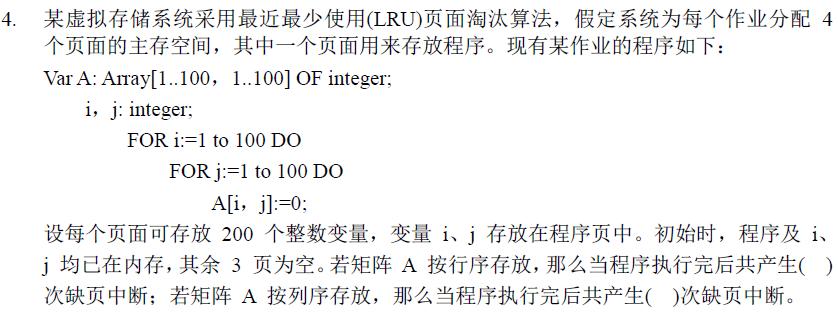 4. 某虚拟存储系统采用最近最少使用(LRU)页面淘汰算法，假定系统为每个作业分配 4
个页面的主存空间，其中一个页面用来存放程序。现有某作业的程序如下：
Var A: Array[1..100，1..100] OF integer;
i，j: integer;
FOR i:=1 to 100 DO
FOR j:=1 to 100 DO
A[i，j]:=0;
设每个页面可存放 200 个整数变量，变量 i、j 存放在程序页中。初始时，程序及 i、
j 均已在内存，其余 3 页为空。若矩阵 A 按行序存放，那么当程序执行完后共产生( )
次缺页中断；若矩阵 A 按列序存放，那么当程序执行完后共产生( )次缺页中断。